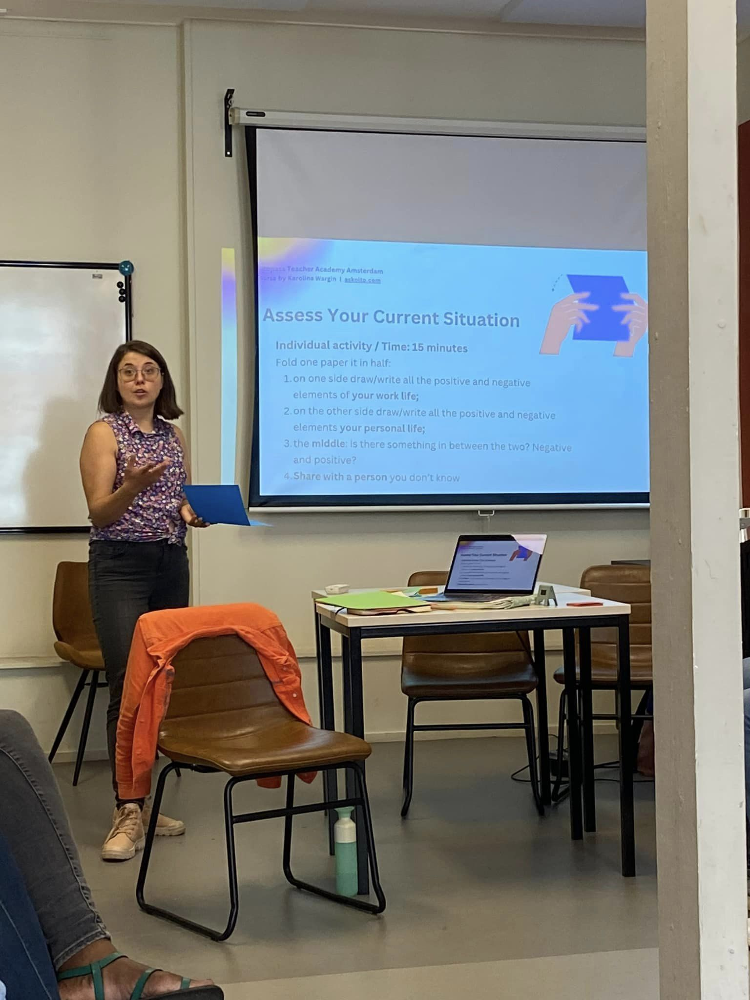 Teacher Academy Amsterdam
by Karolina Wargin | askoito.com
Assess Your Current Situation
Individual activity / Time: 15 minutes
Fold one paper it in half:
1. on one side draw/write all the positive and negative
elements of your work life;
2. on the other side draw/write all the positive and negative
elements your personal life;
3. the middle: is there something in between the two? Negative
and positive?
4. Share with a person you don't know
Assess Your Current Situation